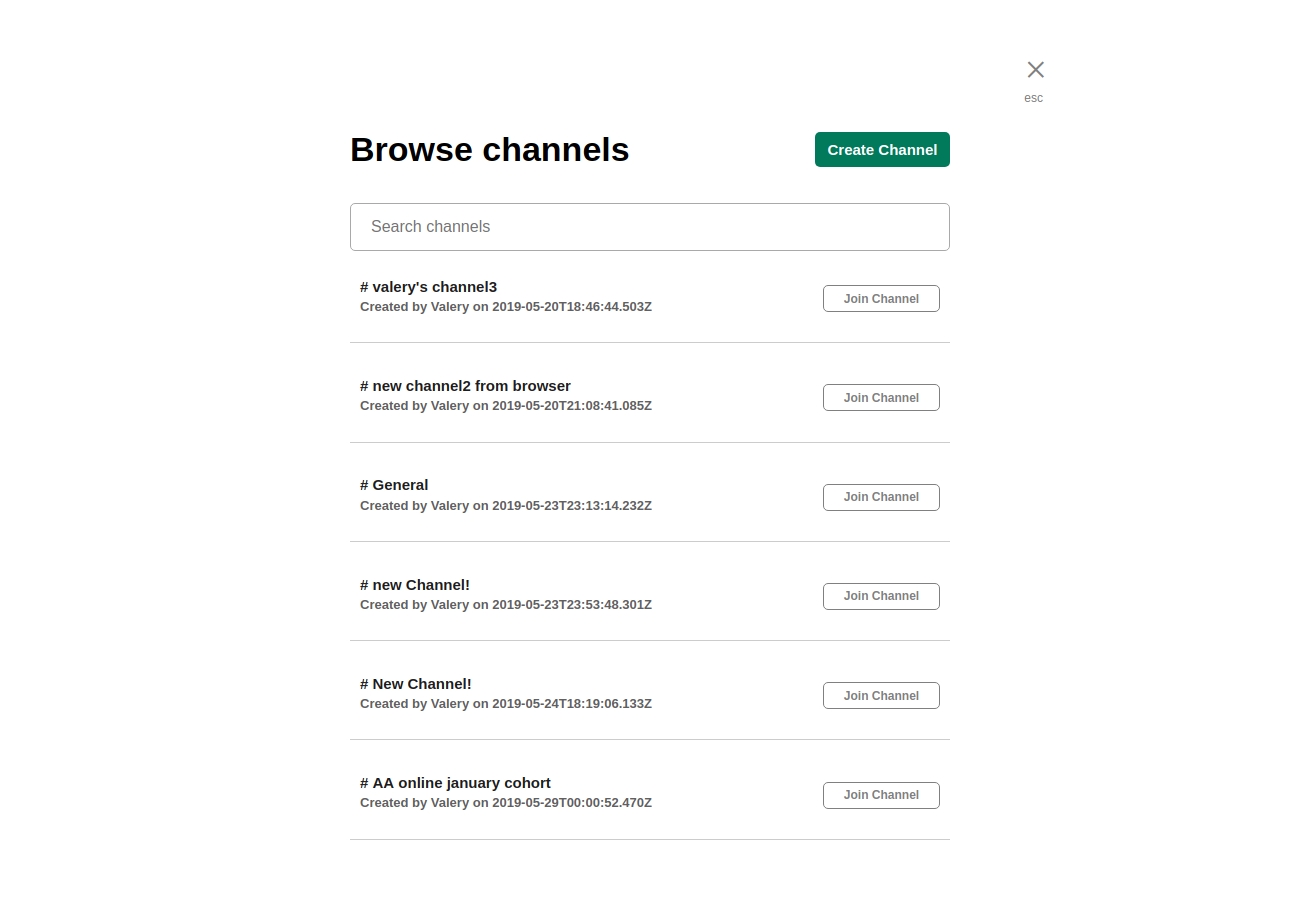 esc
Browse channels
Create Channel
Search channels
# valery's channel3
Created by Valery on 2019-05-20T18:46:44.503Z
Join Channel
# new channel2 from browser
Created by Valery on 2019-05-20T21:08:41.085Z
Join Channel
# General
Created by Valery on 2019-05-23T23:13:14.232Z
Join Channel
# new Channel!
Created by Valery on 2019-05-23T23:53:48.301Z
Join Channel
# New Channel!
Created by Valery on 2019-05-24T18:19:06.133Z
Join Channel
# AA online january cohort
Created by Valery on 2019-05-29T00:00:52.470Z
Join Channel